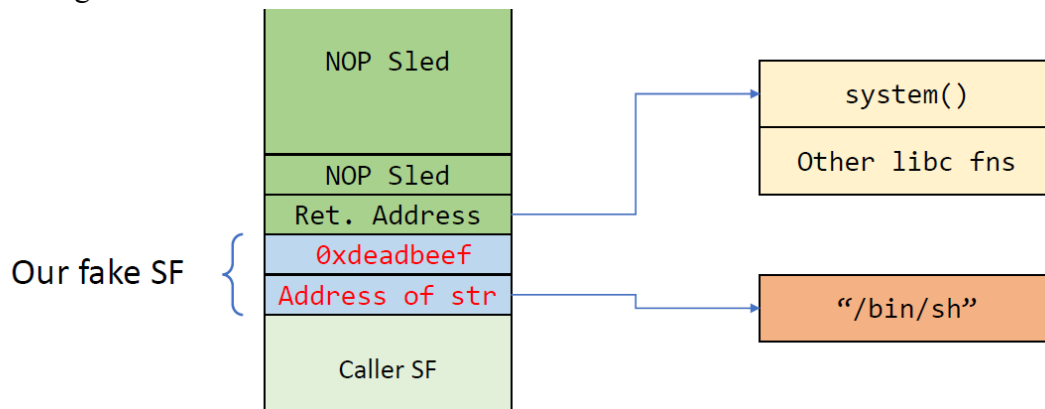 NOP Sled
NOP Sled
Ret. Address
Our fake SF
0xdeadbeef
Address of str
Caller SF
system()
Other libc fns
“/bin/sh”